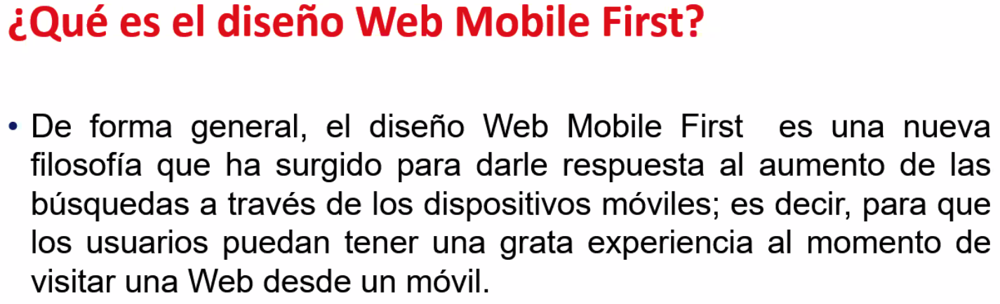 ¿Qué es el diseño Web Mobile First?
• De forma general, el diseño Web Mobile First es una nueva
filosofía que ha surgido para darle respuesta al aumento de las
búsquedas a través de los dispositivos móviles; es decir, para que
los usuarios puedan tener una grata experiencia al momento de
visitar una Web desde un móvil.